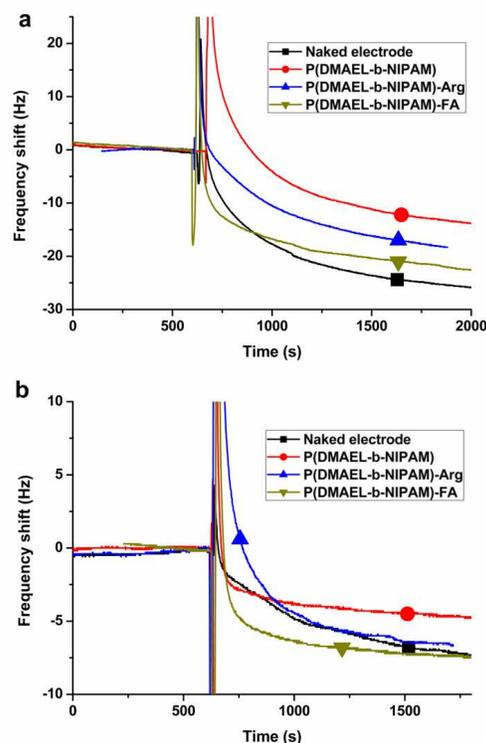 a
Naked electrode
P(DMAEL-b-NIPAM)
P(DMAEL-b-NIPAM)-Arg
P(DMAEL-b-NIPAM)-FA
Frequency shift (Hz)
20
10
0
-10
-20
-30
0 500 1000 1500 2000
Time (s)
b
Naked electrode
P(DMAEL-b-NIPAM)
P(DMAEL-b-NIPAM)-Arg
P(DMAEL-b-NIPAM)-FA
Frequency shift (Hz)
10
5
0
-5
-10
0 500 1000 1500
Time (s)